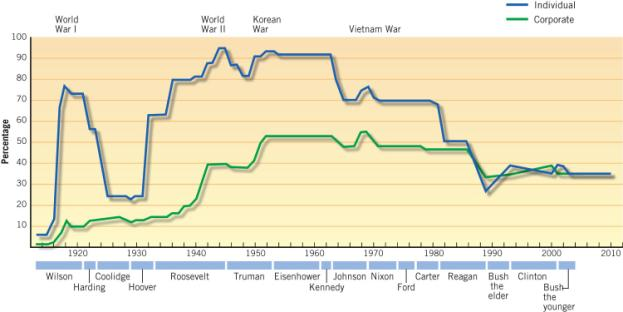 Individual
Corporate
World
War I
World
War II
Korean
War
Vietnam War
Percentage
100
90
80
70
60
50
40
30
20
10
1920 1930 1940 1950 1960 1970 1980 1990 2000 2010
Wilson Coolidge Roosevelt Truman Eisenhower Johnson Nixon Carter Reagan Bush the elder Clinton
Harding Hoover Kennedy Ford Bush the younger